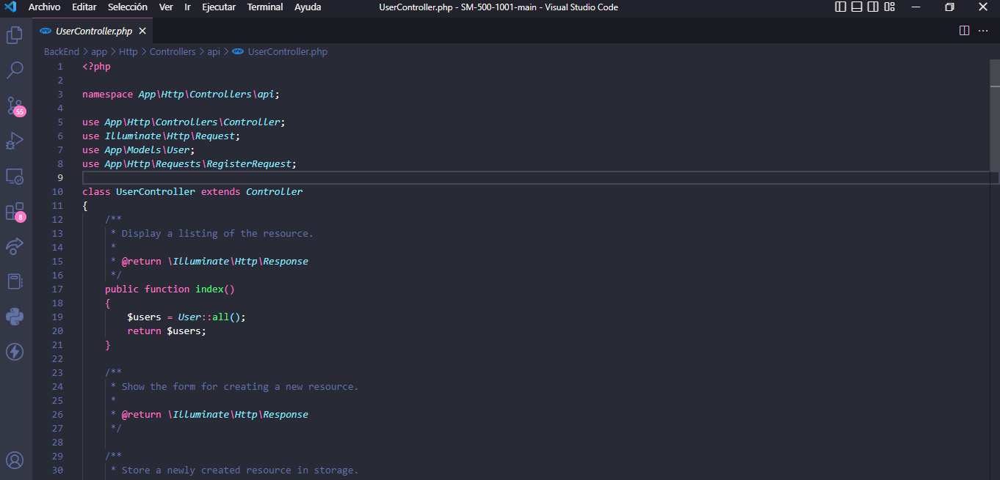 Archivo Editar Selección Ver Ir Ejecutar Terminal Ayuda UserController.php - SM-500-1001-main - Visual Studio Code
php UserController.php
BackEnd > app > Http > Controllers > api > php UserController.php
1 <?php
2
3 namespace App\Http\Controllers\api;
4
5 use App\Http\Controllers\Controller;
6 use Illuminate\Http\Request;
7 use App\Models\User;
8 use App\Http\Requests\RegisterRequest;
9
10 class UserController extends Controller
11 {
12 /**
13 * Display a listing of the resource.
14 *
15 * @return \Illuminate\Http\Response
16 */
17 public function index()
18 {
19 $users = User::all();
20 return $users;
21 }
22
23 /**
24 * Show the form for creating a new resource.
25 *
26 * @return \Illuminate\Http\Response
27 */
28
29 /**
30 * Store a newly created resource in storage.
55
8